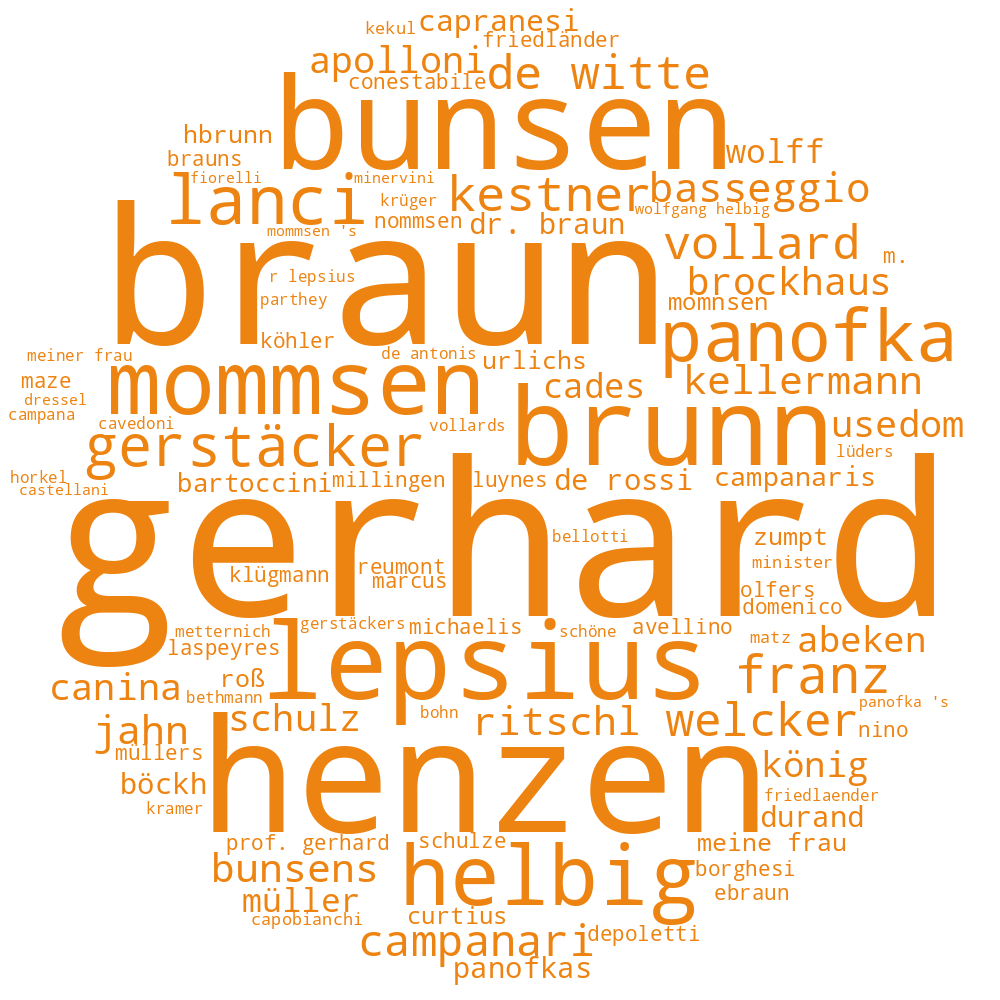 capranesi
kekul
friedländer
apolloni
de witte
conestabile
bunsen
hbrunn
wolff
brauns
fiorelli
minervini
lanci
kestner
basseggio
krüger
wolfgang helbig
nommsen
dr. braun
mommsen 's
braun
vollard
m.
r lepsius
brockhaus
parthey
momnsen
köhler
panofka
meiner frau
de antonis
urlichs
maze
mommsen
cades
kellermann
dressel
campana
brunn
cavedoni
vollards
usedom
gerstäcker
lüders
horkel
bartoccini
millingen
luynes
de rossi
campanaris
castellani
gerhard
bellotti
zumpt
reumont
minister
klügmann
marcus
olfers
domenico
metternich
gerstäckers
michaelis
schöne
avellino
matz
abeken
laspeyres
lepsius
franz
roß
canina
bethmann
panofka 's
bohn
schulz
ritschl
welcker
jahn
nino
müllers
henzen
könig
böckh
friedlaender
kramer
durand
prof. gerhard
schulze
meine frau
bunsens
helbig
borghesi
ebraun
müller
capobianchi
curtius
campanari
depoletti
panofkas